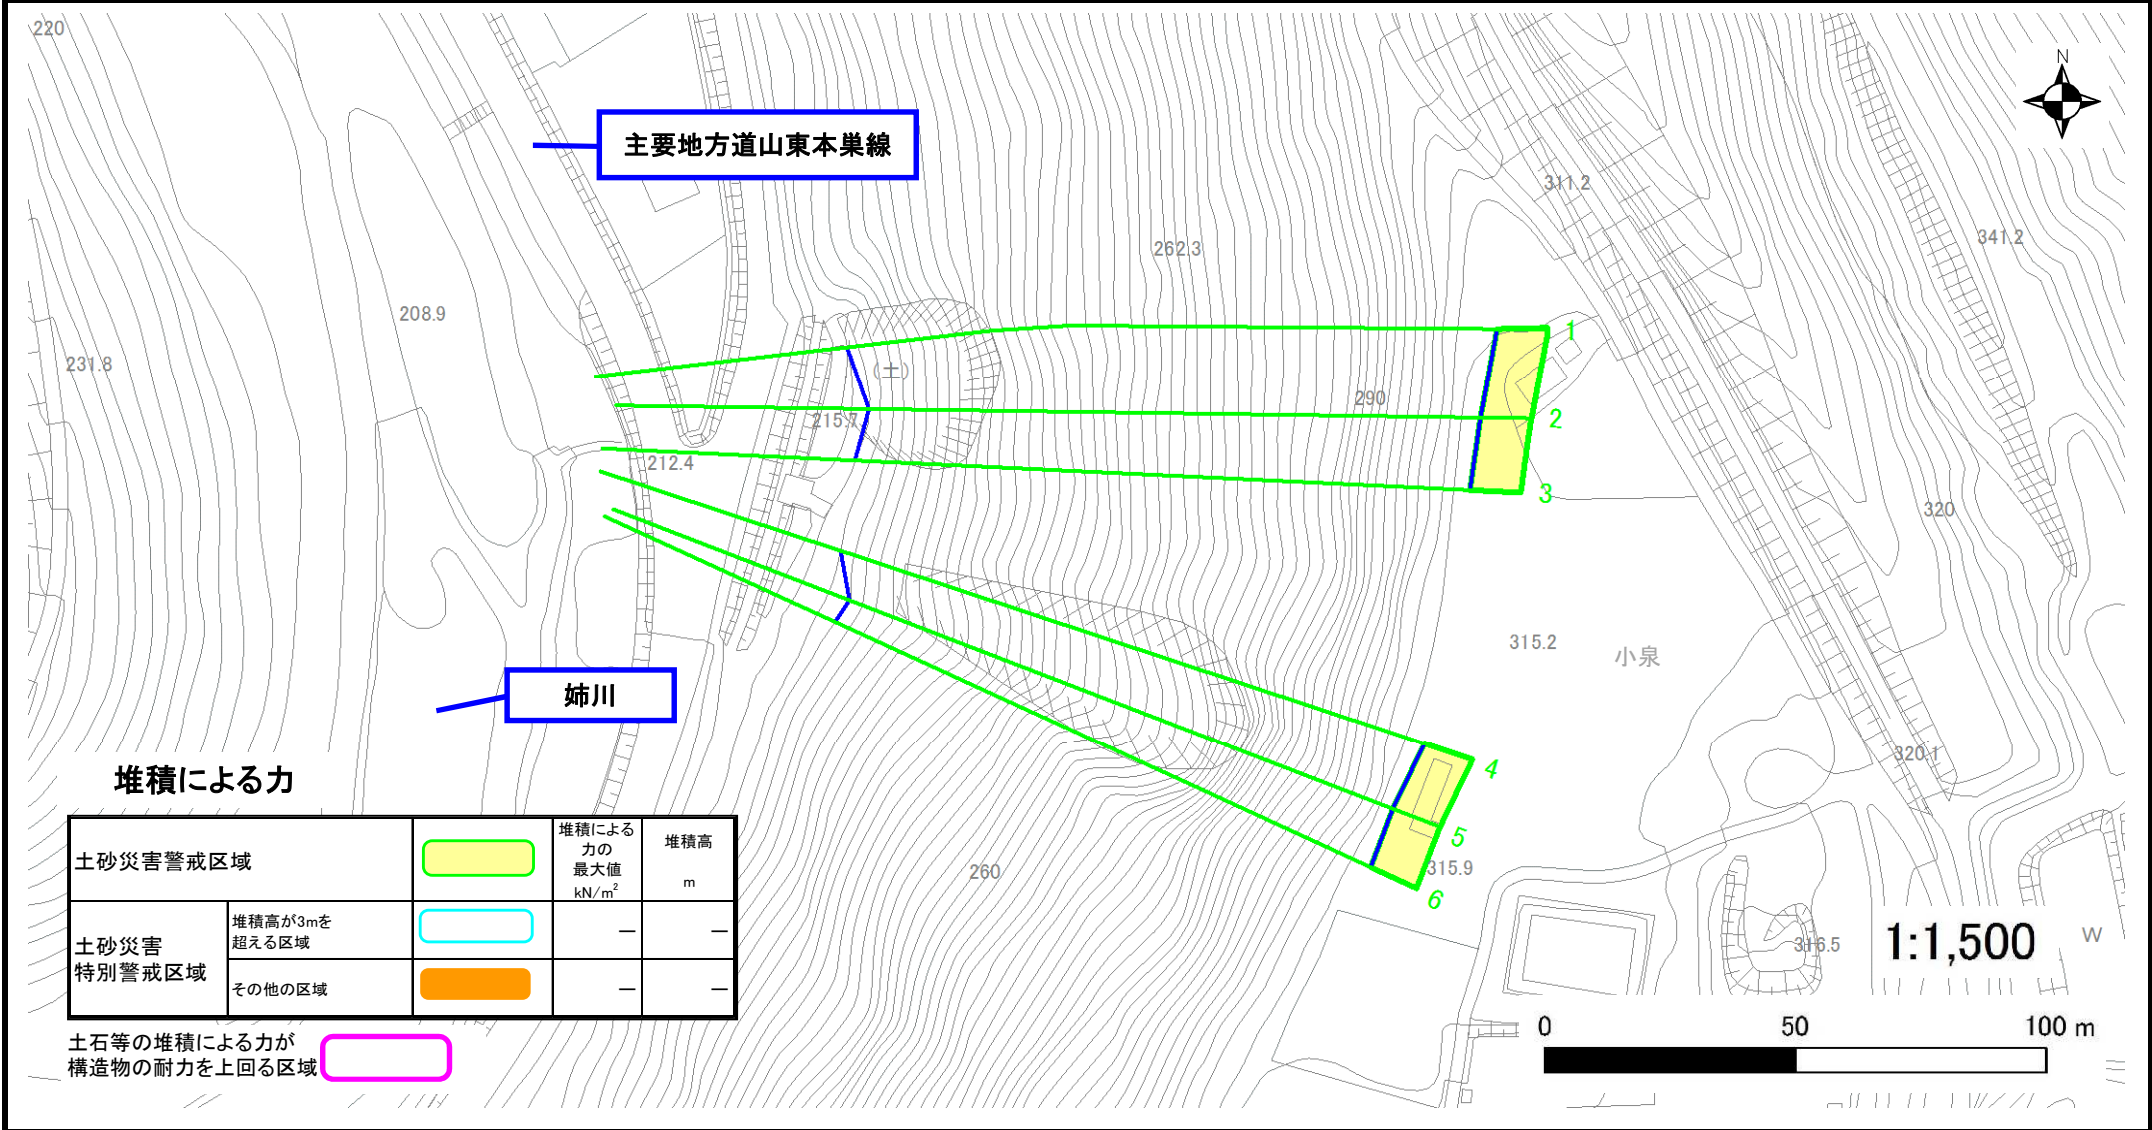 220
N
主要地方道山東本巣線
311.2
341.2
262.3
208.9
231.8
(土)
1
290
2
215.7
212.4
3
320
315.2
小泉
姉川
320.1
4
5
315.9
260
6
316.5
W
堆積による力
土砂災害警戒区域
堆積による
力の
最大値
kN/m²
堆積高
m
土砂災害
特別警戒区域
堆積高が3mを
超える区域
―
―
その他の区域
―
―
土石等の堆積による力が
構造物の耐力を上回る区域
1:1,500
0 50 100 m